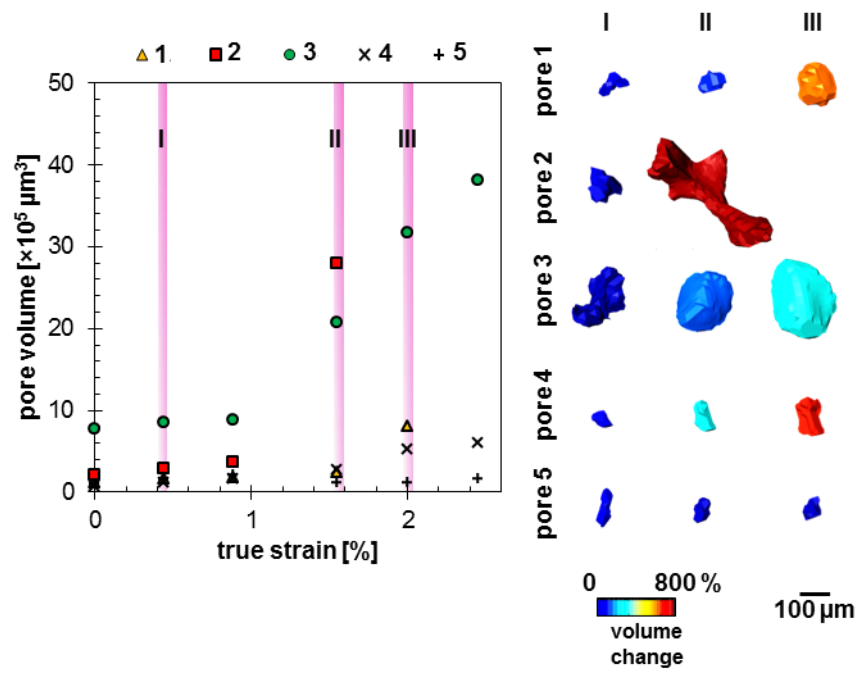 I II III
1 2 3 4 5
50
40
30
20
10
0
0 1 2
I II III
pore volume [×10⁵ µm³]
true strain [%]
pore 1
pore 2
pore 3
pore 4
pore 5
0 800 %
volume
change
100 µm